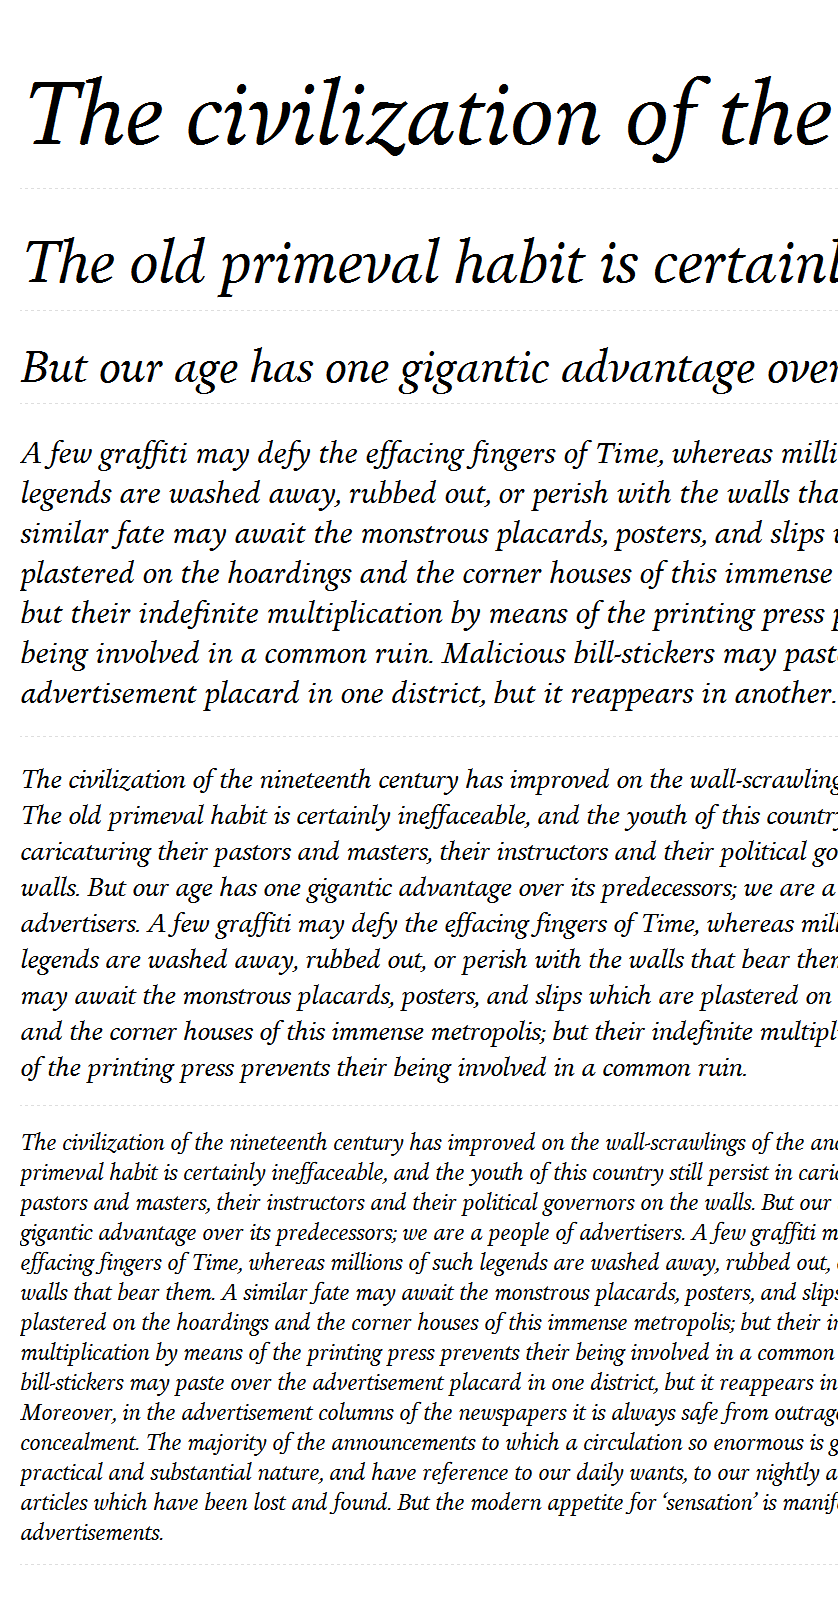 The civilization of the
The old primeval habit is
But our age has one gigantic advantage over
A few graffiti may defy the effacing fingers of Time, whereas
legends are washed away, rubbed out, or perish with the walls
similar fate may await the monstrous placards, posters, and slips
plastered on the hoardings and the corner houses of this immense
but their indefinite multiplication by means of the printing press
being involved in a common ruin. Malicious bill-stickers may
advertisement placard in one district, but it reappears in another.
The civilization of the nineteenth century has improved on the
The old primeval habit is certainly ineffaceable, and the youth of this
caricaturing their pastors and masters, their instructors and their political
walls. But our age has one gigantic advantage over its predecessors; we are a
advertisers. A few graffiti may defy the effacing fingers of Time, whereas
legends are washed away, rubbed out, or perish with the walls that bear
may await the monstrous placards, posters, and slips which are plastered on
and the corner houses of this immense metropolis; but their indefinite
of the printing press prevents their being involved in a common ruin.
The civilization of the nineteenth century has improved on the wall-scrawlings of the
primeval habit is certainly ineffaceable, and the youth of this country still persist in
pastors and masters, their instructors and their political governors on the walls. But our
gigantic advantage over its predecessors; we are a people of advertisers. A few graffiti
effacing fingers of Time, whereas millions of such legends are washed away, rubbed out,
walls that bear them. A similar fate may await the monstrous placards, posters, and slips
plastered on the hoardings and the corner houses of this immense metropolis; but their
multiplication by means of the printing press prevents their being involved in a common
bill-stickers may paste over the advertisement placard in one district, but it reappears in
Moreover, in the advertisement columns of the newspapers it is always safe from
concealment. The majority of the announcements to which a circulation so enormous is
practical and substantial nature, and have reference to our daily wants, to our nightly
articles which have been lost and found. But the modern appetite for ‘sensation’ is
advertisements.